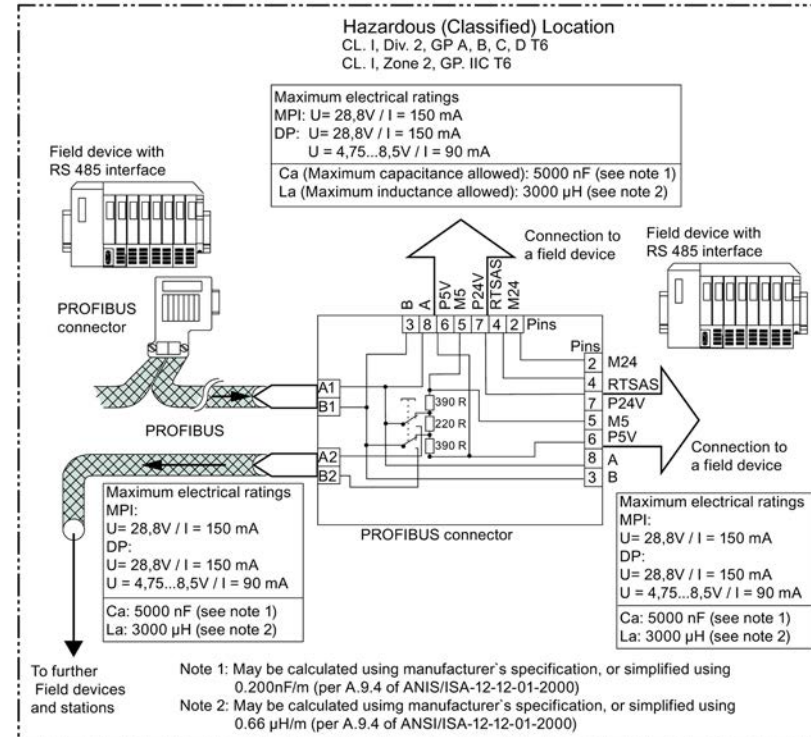 Hazardous (Classified) Location
CL. I, Div. 2, GP A, B, C, D T6
CL. I, Zone 2, GP. IIC T6
Maximum electrical ratings
MPI: U= 28,8V / I = 150 mA
DP: U= 28,8V / I = 150 mA
U = 4,75...8,5V / I = 90 mA
Ca (Maximum capacitance allowed): 5000 nF (see note 1)
La (Maximum inductance allowed): 3000 µH (see note 2)
Field device with
RS 485 interface
Connection to
a field device
Field device with
RS 485 interface
PROFIBUS
connector
B
A
P5V
M5
P24V
RTSAS
M24
3 8 6 5 7 4 2 Pins
Pins
2 M24
4 RTSAS
7 P24V
5 M5
6 P5V
8 A
3 B
A1
B1
390 R
220 R
390 R
PROFIBUS
A2
B2
Connection to
a field device
PROFIBUS connector
Maximum electrical ratings
MPI:
U= 28,8V / I = 150 mA
DP:
U= 28,8V / I = 150 mA
U = 4,75...8,5V / I = 90 mA
Ca: 5000 nF (see note 1)
La: 3000 µH (see note 2)
Maximum electrical ratings
MPI:
U= 28,8V / I = 150 mA
DP:
U= 28,8V / I = 150 mA
U = 4,75...8,5V / I = 90 mA
Ca: 5000 nF (see note 1)
La: 3000 µH (see note 2)
To further
Field devices
and stations
Note 1: May be calculated using manufacturer`s specification, or simplified using
0.200nF/m (per A.9.4 of ANIS/ISA-12-12-01-2000)
Note 2: May be calculated usimg manufacturer`s specification, or simplified using
0.66 µH/m (per A.9.4 of ANSI/ISA-12-12-01-2000)